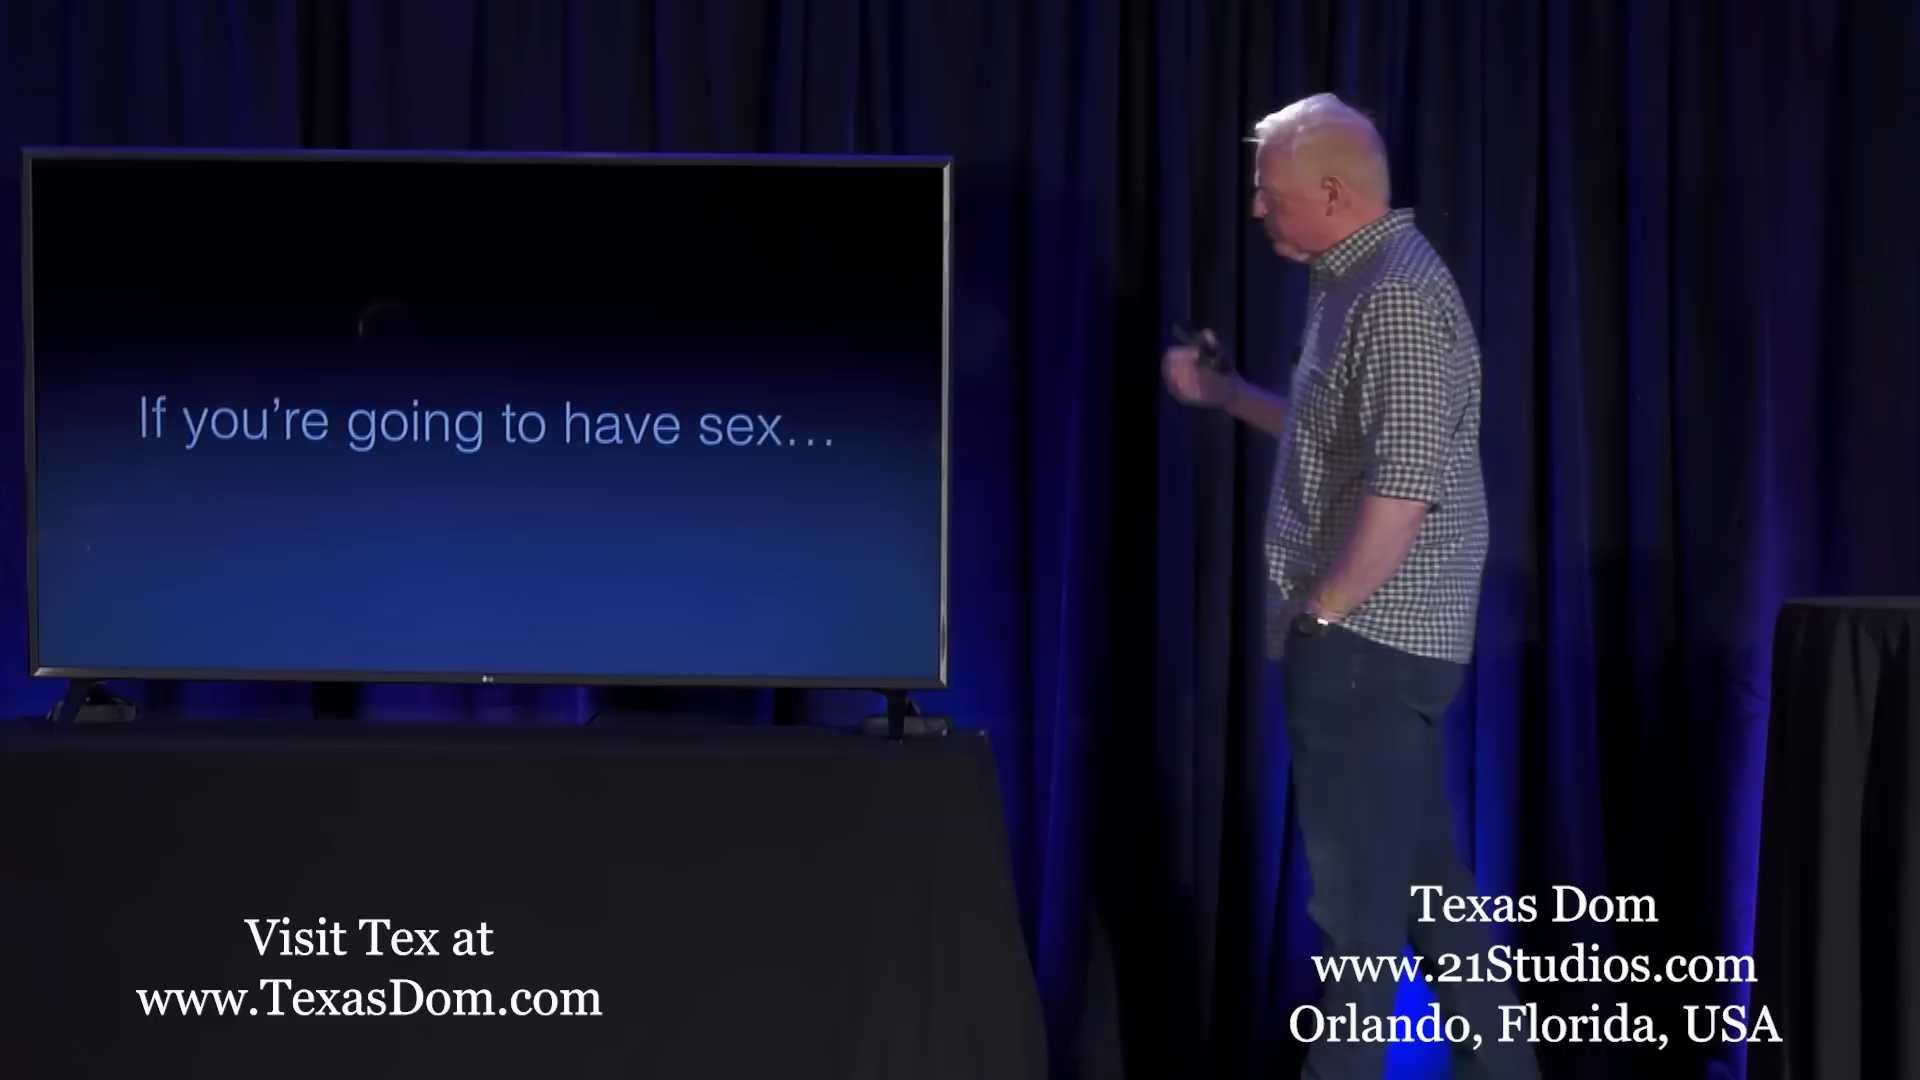 If you're going to have sex...
Visit Tex at
www.TexasDom.com
Texas Dom
www.21Studios.com
Orlando, Florida, USA